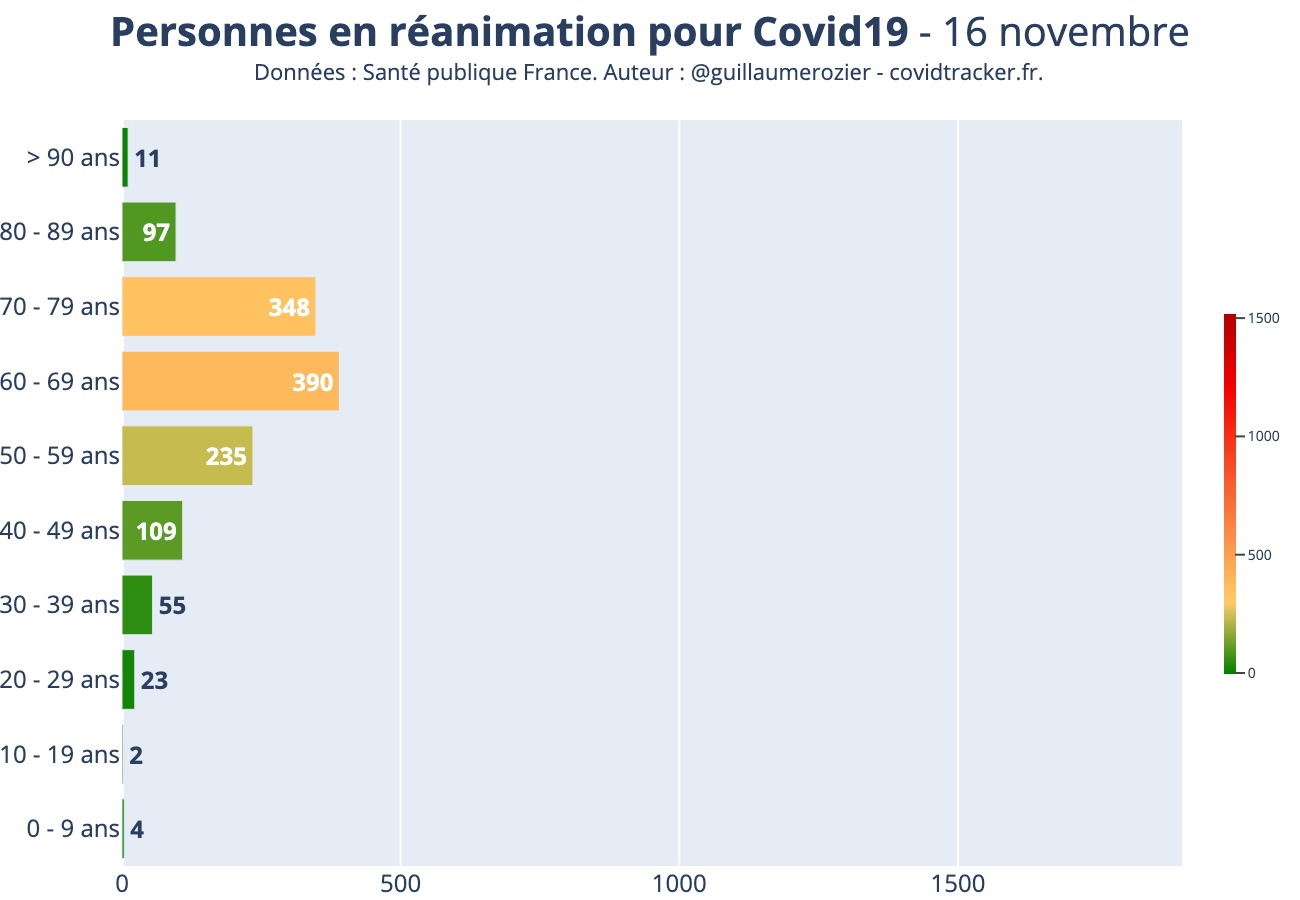 Personnes en réanimation pour Covid19 - 16 novembre
Données : Santé publique France. Auteur : @guillaumerozier - covidtracker.fr.
> 90 ans 11
80 - 89 ans 97
70 - 79 ans 348
60 - 69 ans 390
50 - 59 ans 235
40 - 49 ans 109
30 - 39 ans 55
20 - 29 ans 23
10 - 19 ans 2
0 - 9 ans 4
0 500 1000 1500
1500
1000
500
0